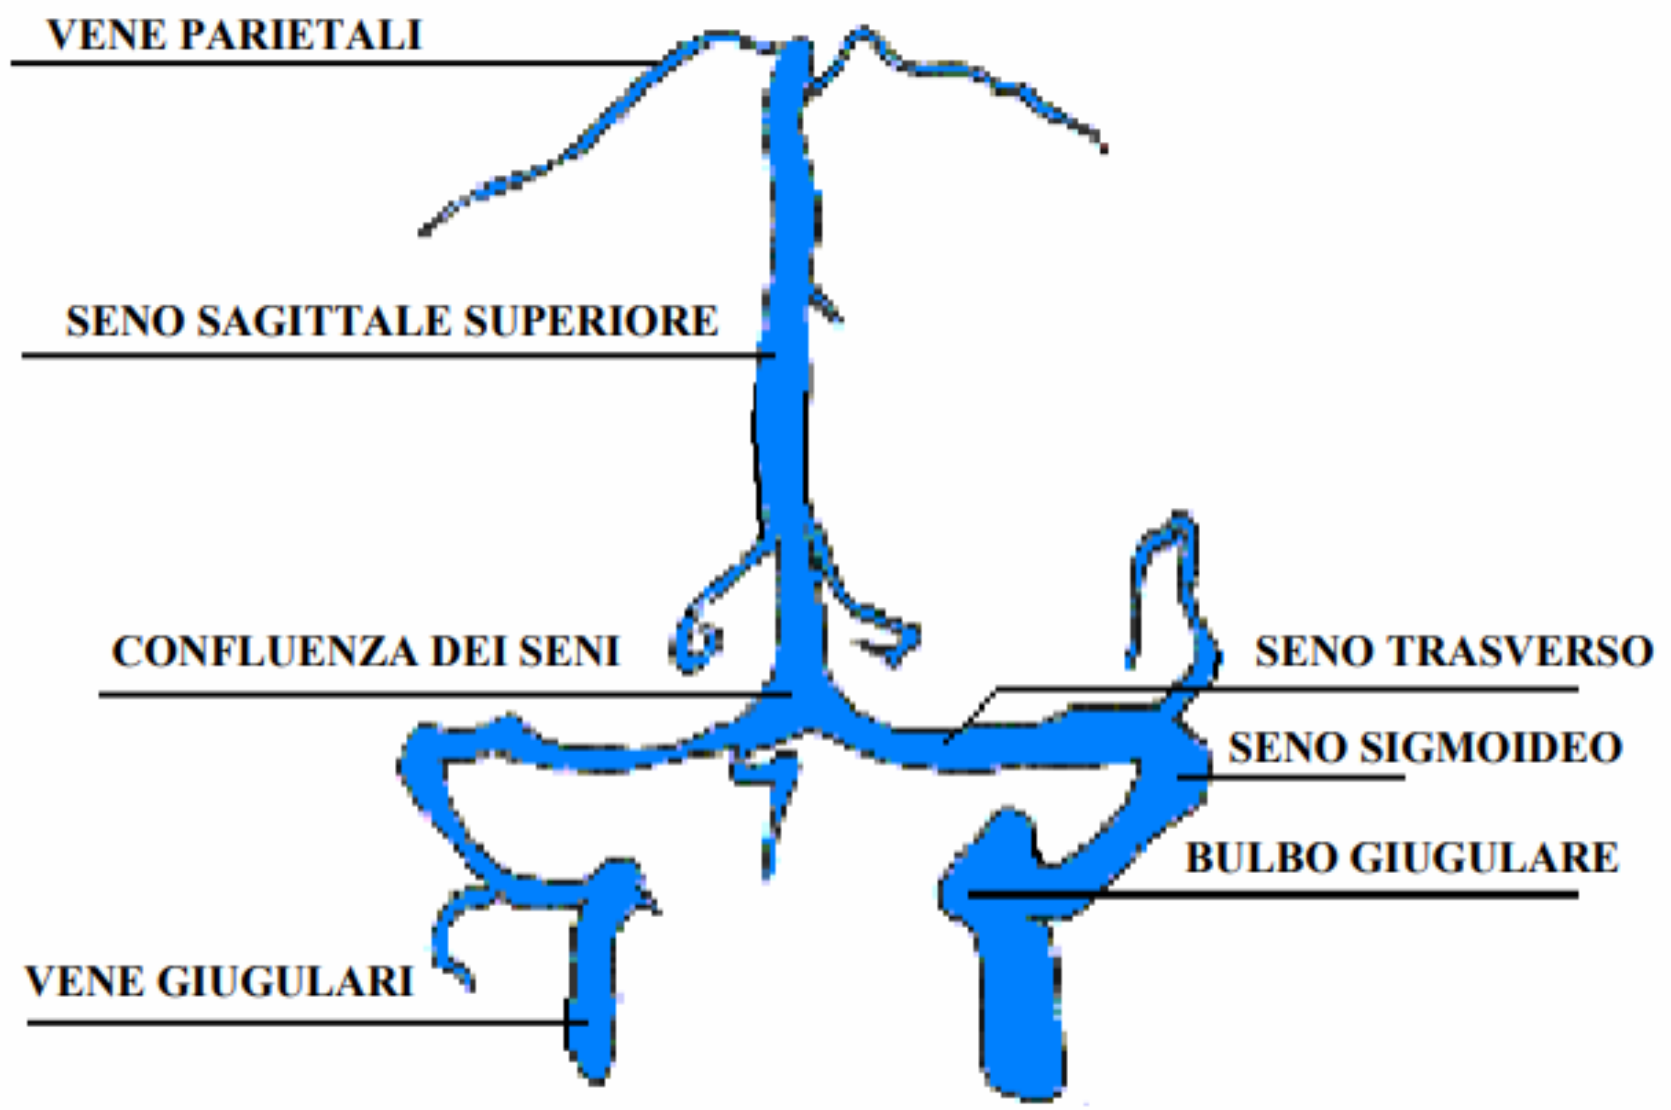 VENE PARIETALI
SENO SAGITTALE SUPERIORE
CONFLUENZA DEI SENI
SENO TRASVERSO
SENO SIGMOIDEO
BULBO GIUGULARE
VENE GIUGULARI